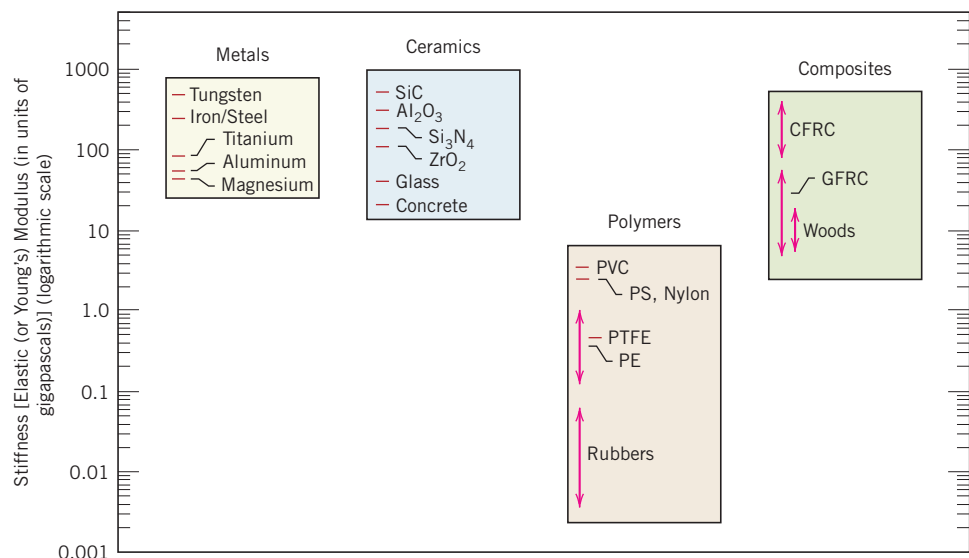 Stiffness [Elastic (or Young's) Modulus (in units of
gigapascals)] (logarithmic scale)
1000
100
10
1.0
0.1
0.01
0.001
Metals
Tungsten
Iron/Steel
Titanium
Aluminum
Magnesium
Ceramics
SiC
Al₂O₃
Si₃N₄
ZrO₂
Glass
Concrete
Polymers
PVC
PS, Nylon
PTFE
PE
Rubbers
Composites
CFRC
GFRC
Woods